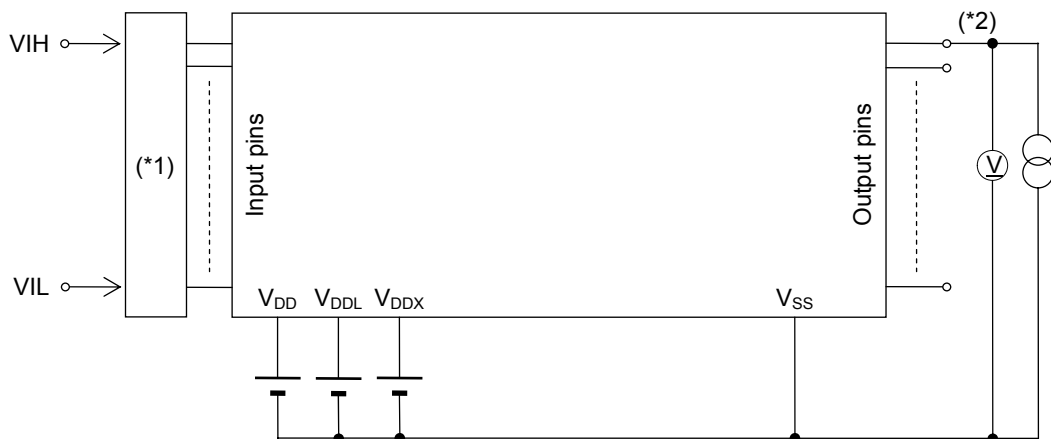 (*2)
VIH
(*1)
Input pins
Output pins
V
VIL
VDD
VDDL
VDDX
VSS